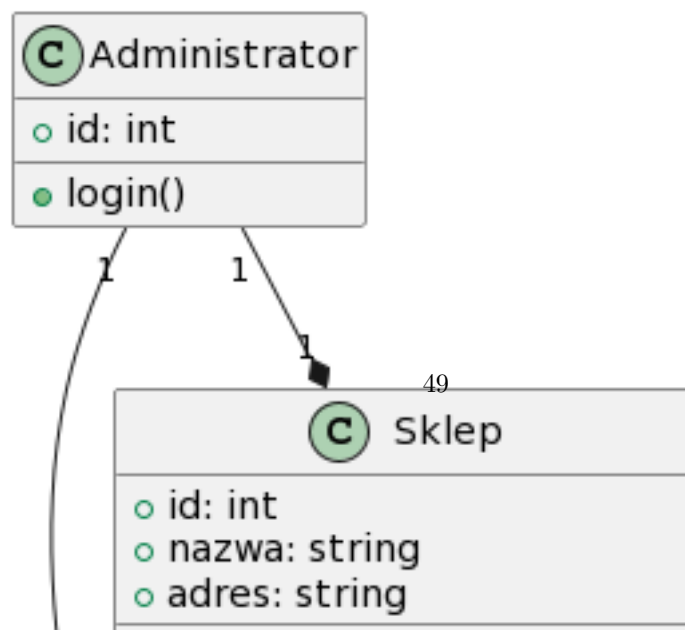 C Administrator
id: int
login()
1
1
1
49
C Sklep
id: int
nazwa: string
adres: string